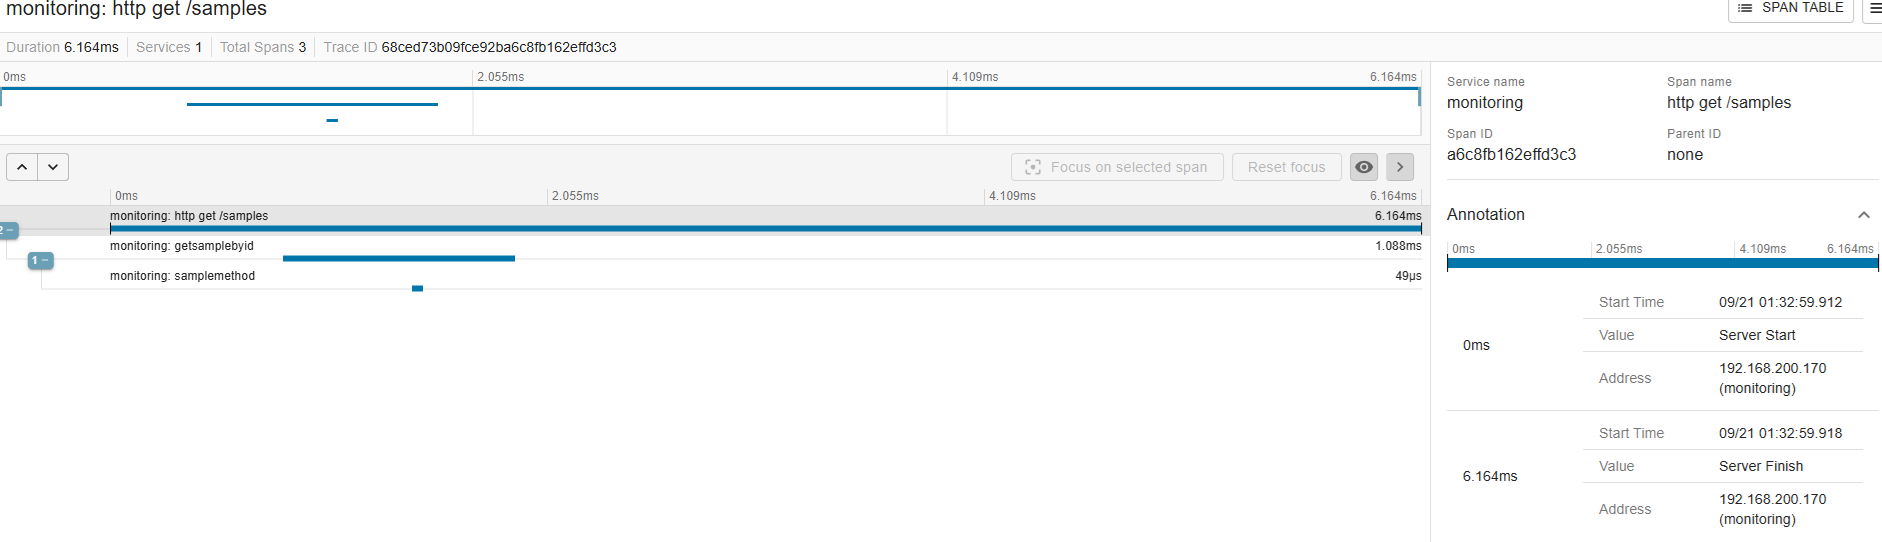 monitoring: http get /samples
SPAN TABLE
Duration 6.164ms Services 1 Total Spans 3 Trace ID 68ced73b09fce92ba6c8fb162effd3c3
0ms 2.055ms 4.109ms 6.164ms
Focus on selected span Reset focus
0ms 2.055ms 4.109ms 6.164ms
monitoring: http get /samples 6.164ms
2 −
monitoring: getsamplebyid 1.088ms
1 −
monitoring: samplemethod 49µs
Service name Span name
monitoring http get /samples
Span ID Parent ID
a6c8fb162effd3c3 none
Annotation
0ms 2.055ms 4.109ms 6.164ms
0ms
Start Time 09/21 01:32:59.912
Value Server Start
Address 192.168.200.170
(monitoring)
6.164ms
Start Time 09/21 01:32:59.918
Value Server Finish
Address 192.168.200.170
(monitoring)